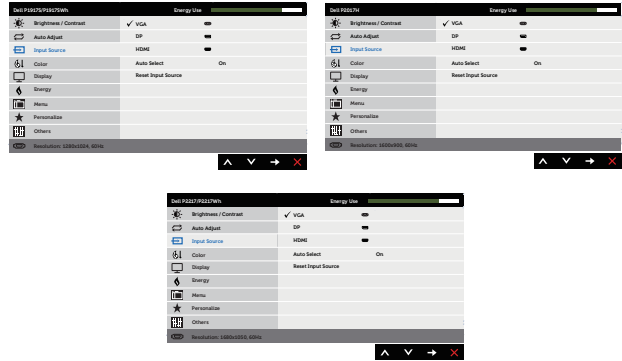 Dell P1917S/P1917SWh Energy Use
Brightness / Contrast ✓ VGA
Auto Adjust DP
Input Source HDMI
Color Auto Select On
Display Reset Input Source
Energy
Menu
Personalize
Others
Resolution: 1280x1024, 60Hz
Dell P2017H Energy Use
Brightness / Contrast ✓ VGA
Auto Adjust DP
Input Source HDMI
Color Auto Select On
Display Reset Input Source
Energy
Menu
Personalize
Others
Resolution: 1600x900, 60Hz
Dell P2217/P2217Wh Energy Use
Brightness / Contrast ✓ VGA
Auto Adjust DP
Input Source HDMI
Color Auto Select On
Display Reset Input Source
Energy
Menu
Personalize
Others
Resolution: 1680x1050, 60Hz